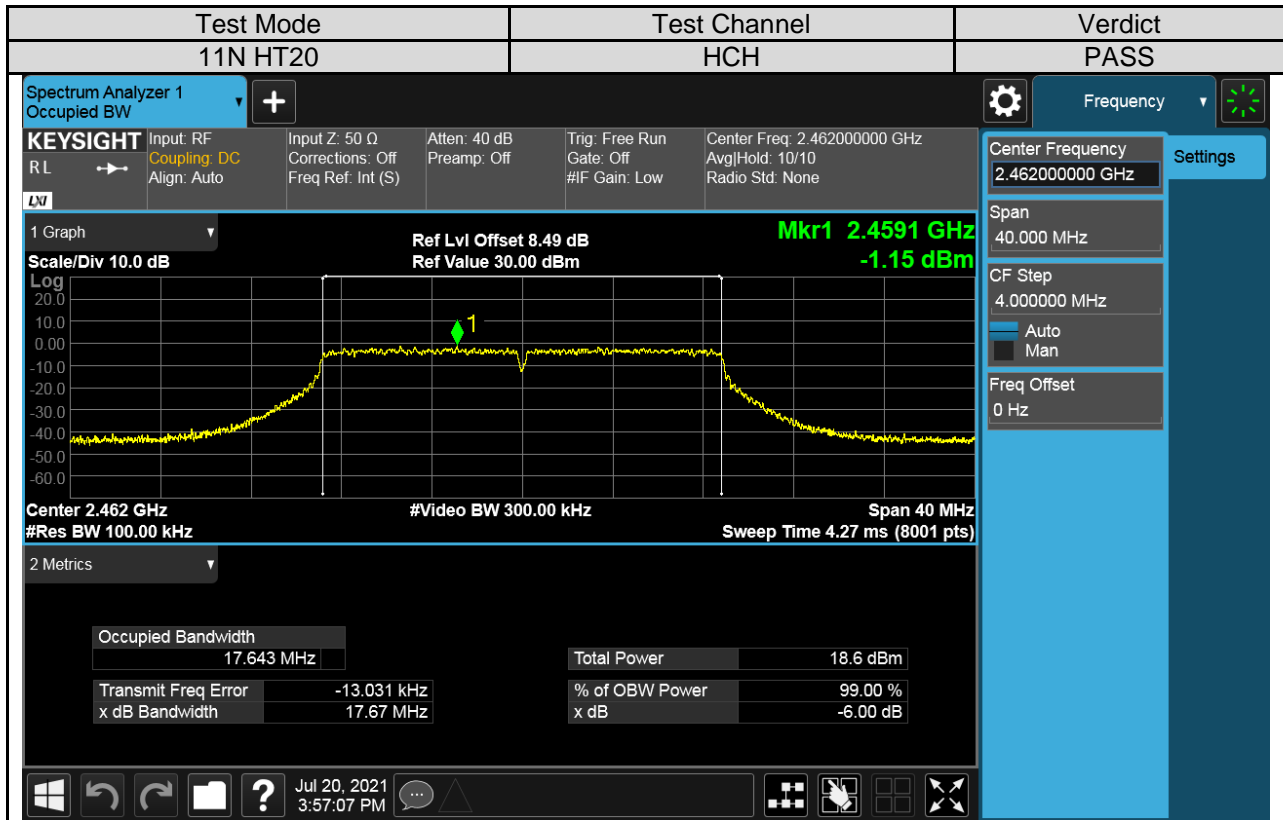 Test Mode Test Channel Verdict
11N HT20 HCH PASS
Spectrum Analyzer 1
Occupied BW
Frequency
KEYSIGHT Input: RF Input Z: 50 Ω Atten: 40 dB Trig: Free Run Center Freq: 2.462000000 GHz
RL Coupling: DC Corrections: Off Preamp: Off Gate: Off Avg|Hold: 10/10
Align: Auto Freq Ref: Int (S) #IF Gain: Low Radio Std: None
LXI
Center Frequency
2.462000000 GHz
Settings
Span
40.000 MHz
CF Step
4.000000 MHz
Auto
Man
Freq Offset
0 Hz
1 Graph Ref Lvl Offset 8.49 dB Mkr1 2.4591 GHz
Scale/Div 10.0 dB Ref Value 30.00 dBm -1.15 dBm
Log
20.0
10.0
1
0.00
-10.0
-20.0
-30.0
-40.0
-50.0
-60.0
Center 2.462 GHz #Video BW 300.00 kHz Span 40 MHz
#Res BW 100.00 kHz Sweep Time 4.27 ms (8001 pts)
2 Metrics
Occupied Bandwidth
17.643 MHz Total Power 18.6 dBm
Transmit Freq Error -13.031 kHz % of OBW Power 99.00 %
x dB Bandwidth 17.67 MHz x dB -6.00 dB
Jul 20, 2021
3:57:07 PM